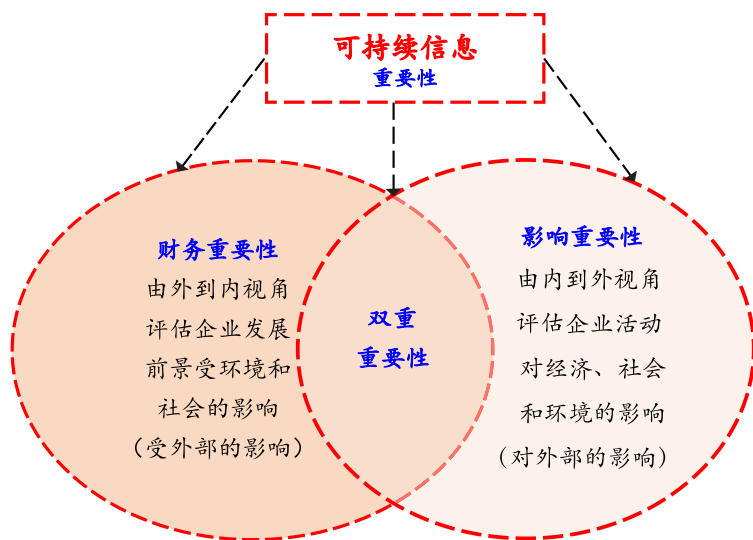 可持续信息
重要性
财务重要性
由外到内视角
评估企业发展
前景受环境和
社会的影响
（受外部的影响）
双重
重要性
影响重要性
由内到外视角
评估企业活动
对经济、社会
和环境的影响
（对外部的影响）